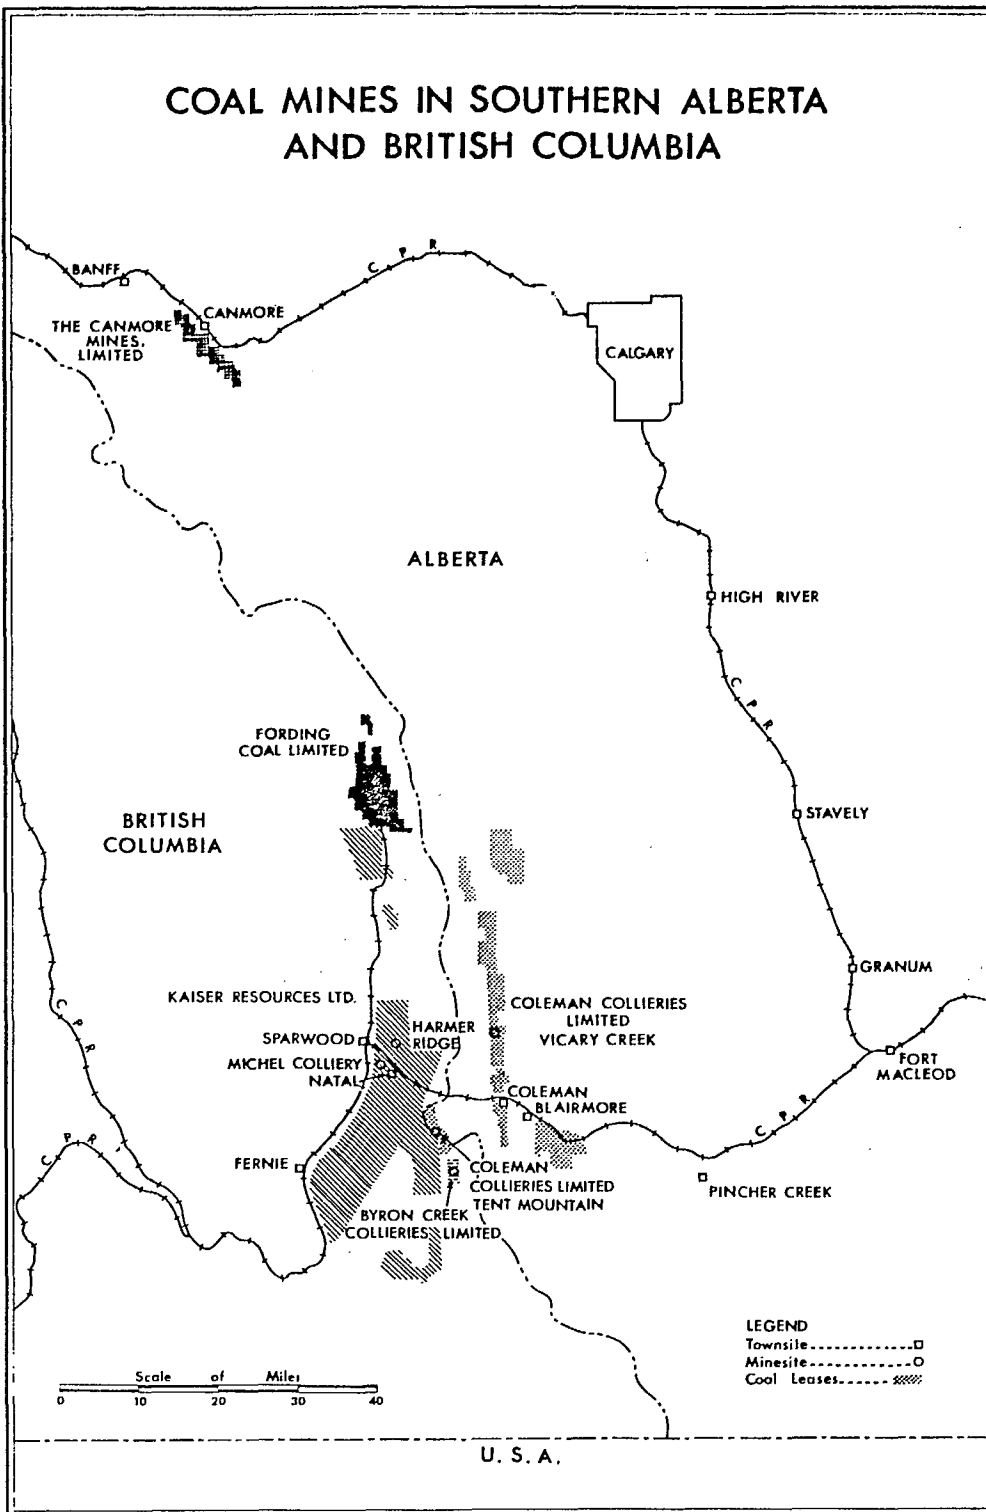 COAL MINES IN SOUTHERN ALBERTA
AND BRITISH COLUMBIA
C P R
BANFF
CANMORE
THE CANMORE
MINES,
LIMITED
CALGARY
ALBERTA
HIGH RIVER
C P R
FORDING
COAL LIMITED
BRITISH
COLUMBIA
STAVELY
GRANUM
KAISER RESOURCES LTD.
COLEMAN COLLIERIES
LIMITED
VICARY CREEK
C P R
HARMER
RIDGE
SPARWOOD
MICHEL COLLIERY
NATAL
FORT
MACLEOD
COLEMAN
BLAIRMORE
C P R
C P R
FERNIE
COLEMAN
COLLIERIES LIMITED
TENT MOUNTAIN
PINCHER CREEK
BYRON CREEK
COLLIERIES LIMITED
LEGEND
Townsite
Minesite
Coal Leases
Scale of Miles
0 10 20 30 40
U. S. A.